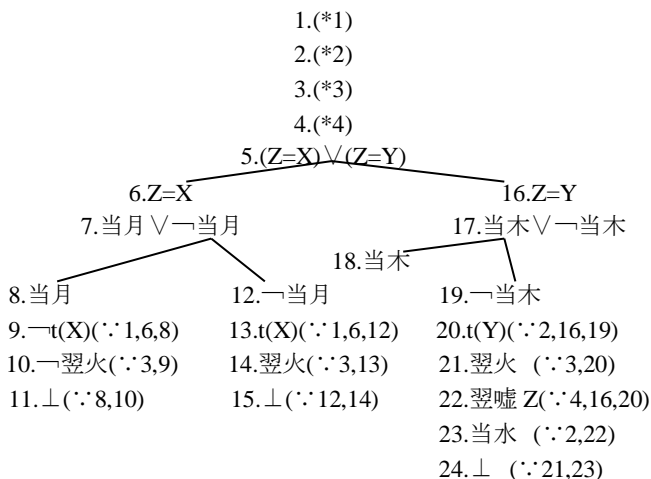 1.(*1)
2.(*2)
3.(*3)
4.(*4)
5.(Z=X)∨(Z=Y)
6.Z=X
7.当月∨￢当月
8.当月
9.￢t(X)(∵1,6,8)
10.￢翌火(∵3,9)
11.⊥(∵8,10)
12.￢当月
13.t(X)(∵1,6,12)
14.翌火(∵3,13)
15.⊥(∵12,14)
16.Z=Y
17.当木∨￢当木
18.当木
19.￢当木
20.t(Y)(∵2,16,19)
21.翌火 (∵3,20)
22.翌嘘 Z(∵4,16,20)
23.当水 (∵2,22)
24.⊥ (∵21,23)